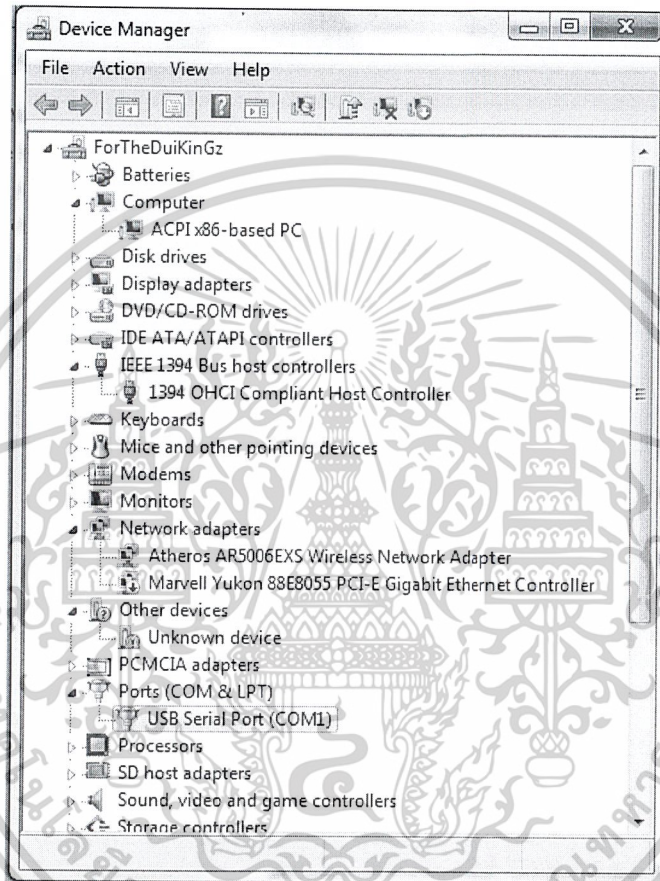 Device Manager
File Action View Help
ForTheDuiKinGz
Batteries
Computer
ACPI x86-based PC
Disk drives
Display adapters
DVD/CD-ROM drives
IDE ATA/ATAPI controllers
IEEE 1394 Bus host controllers
1394 OHCI Compliant Host Controller
Keyboards
Mice and other pointing devices
Modems
Monitors
Network adapters
Atheros AR5006EXS Wireless Network Adapter
Marvell Yukon 88E8055 PCI-E Gigabit Ethernet Controller
Other devices
Unknown device
PCMCIA adapters
Ports (COM & LPT)
USB Serial Port (COM1)
Processors
SD host adapters
Sound, video and game controllers
Storage controllers